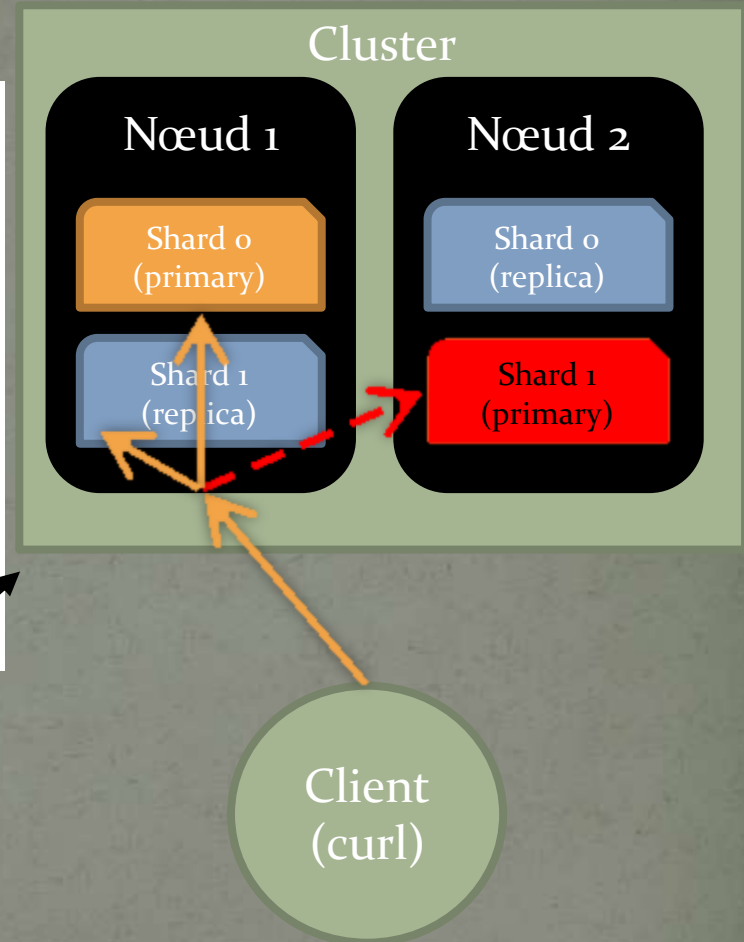 Cluster
Nœud 1
Nœud 2
Shard 0
(primary)
Shard 0
(replica)
Shard 1
(replica)
Shard 1
(primary)
Client
(curl)